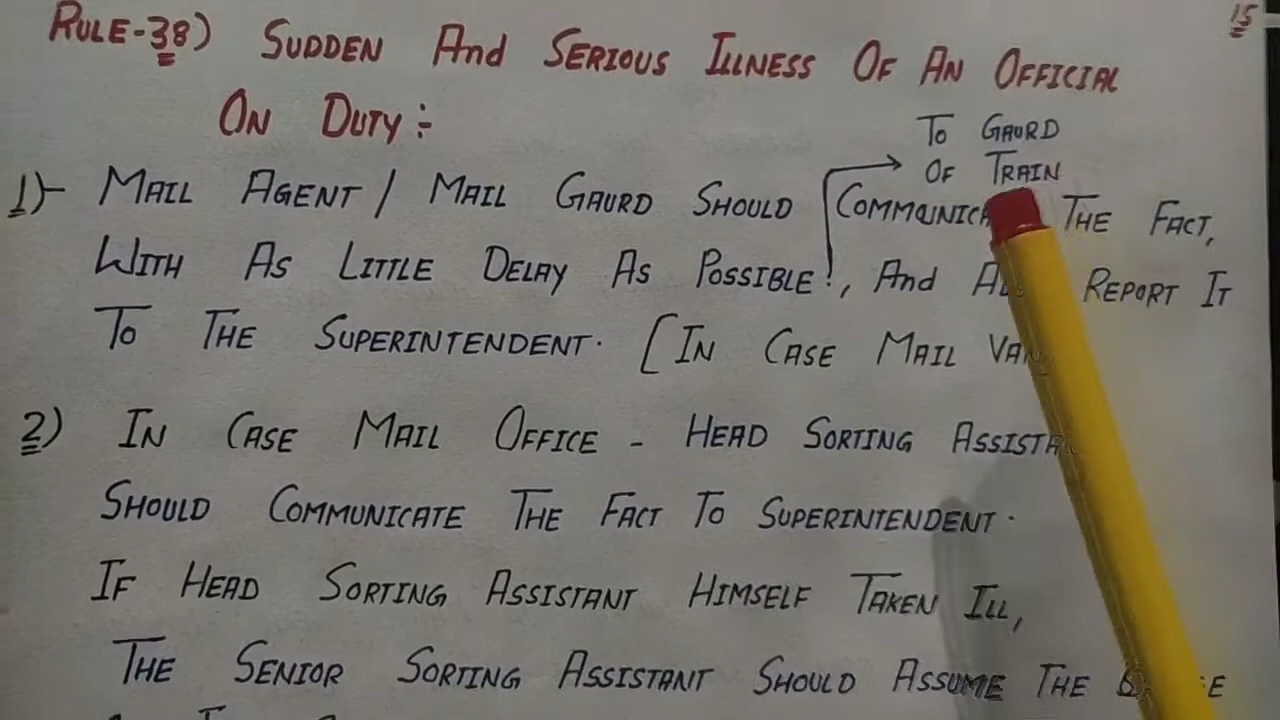 15
RULE-38) SUDDEN And SERIOUS ILLNESS OF AN OFFICIAL
ON DUTY :-
TO GAURD
OF TRAIN
1)- MAIL AGENT / MAIL GAURD SHOULD THE FACT,
WITH AS LITTLE DELAY AS POSSIBLE!, And REPORT IT
TO THE SUPERINTENDENT. [IN CASE MAIL VAN
2) IN CASE MAIL OFFICE - HEAD SORTING
SHOULD COMMUNICATE THE FACT TO SUPERINTENDENT.
IF HEAD SORTING ASSISTANT HIMSELF TAKEN ILL,
THE SENIOR SORTING ASSISTANT SHOULD ASSUME THE